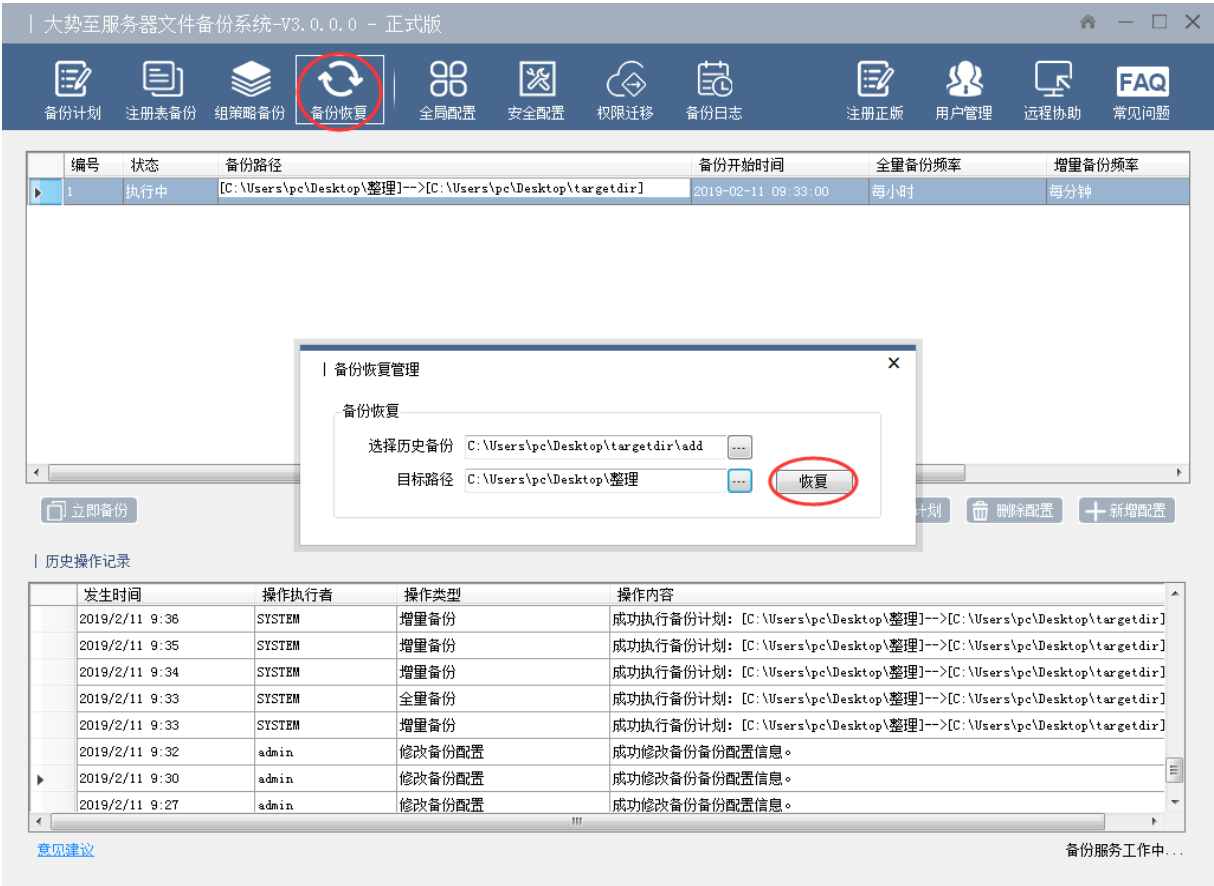 大势至服务器文件备份系统-V3.0.0.0 - 正式版
备份计划 注册表备份 组策略备份 备份恢复 全局配置 安全配置 权限迁移 备份日志 注册正版 用户管理 远程协助 FAQ 常见问题
编号 状态 备份路径 备份开始时间 全量备份频率 增量备份频率
1 执行中 [C:\Users\pc\Desktop\整理]-->[C:\Users\pc\Desktop\targetdir] 2019-02-11 09:33:00 每小时 每分钟
备份恢复管理
备份恢复
选择历史备份 C:\Users\pc\Desktop\targetdir\add ...
目标路径 C:\Users\pc\Desktop\整理 ... 恢复
立即备份 计划 删除配置 新增配置
历史操作记录
发生时间 操作执行者 操作类型 操作内容
2019/2/11 9:36 SYSTEM 增量备份 成功执行备份计划: [C:\Users\pc\Desktop\整理]-->[C:\Users\pc\Desktop\targetdir]
2019/2/11 9:35 SYSTEM 增量备份 成功执行备份计划: [C:\Users\pc\Desktop\整理]-->[C:\Users\pc\Desktop\targetdir]
2019/2/11 9:34 SYSTEM 增量备份 成功执行备份计划: [C:\Users\pc\Desktop\整理]-->[C:\Users\pc\Desktop\targetdir]
2019/2/11 9:33 SYSTEM 全量备份 成功执行备份计划: [C:\Users\pc\Desktop\整理]-->[C:\Users\pc\Desktop\targetdir]
2019/2/11 9:33 SYSTEM 增量备份 成功执行备份计划: [C:\Users\pc\Desktop\整理]-->[C:\Users\pc\Desktop\targetdir]
2019/2/11 9:32 admin 修改备份配置 成功修改备份备份配置信息。
2019/2/11 9:30 admin 修改备份配置 成功修改备份备份配置信息。
2019/2/11 9:27 admin 修改备份配置 成功修改备份备份配置信息。
意见建议 备份服务工作中...